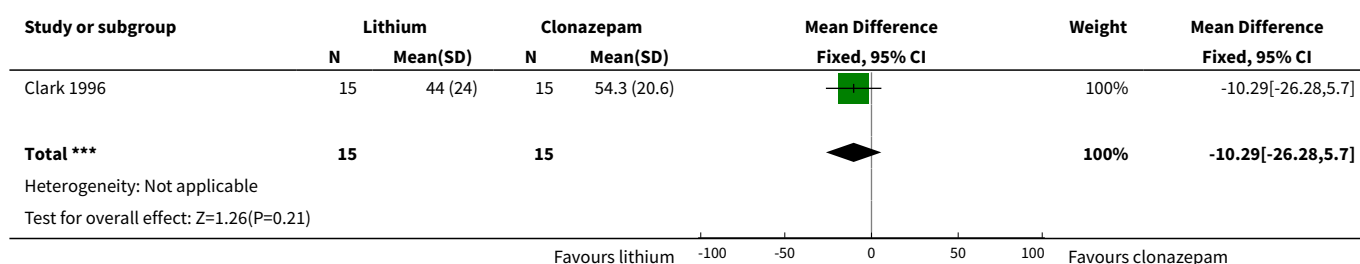 Study or subgroup Lithium Clonazepam Mean Difference Weight Mean Difference
N Mean(SD) N Mean(SD) Fixed, 95% CI Fixed, 95% CI
Clark 1996 15 44 (24) 15 54.3 (20.6) 100% -10.29[-26.28,5.7]
Total *** 15 15 100% -10.29[-26.28,5.7]
Heterogeneity: Not applicable
Test for overall effect: Z=1.26(P=0.21)
Favours lithium -100 -50 0 50 100 Favours clonazepam